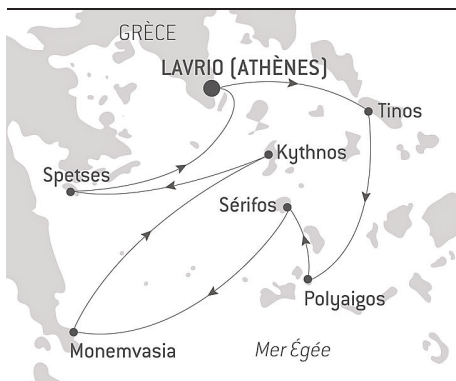 GRÈCE
LAVRIO (ATHÈNES)
Tinos
Kythnos
Spetses
Sérifos
Polyaigos
Monemvasia
Mer Égée